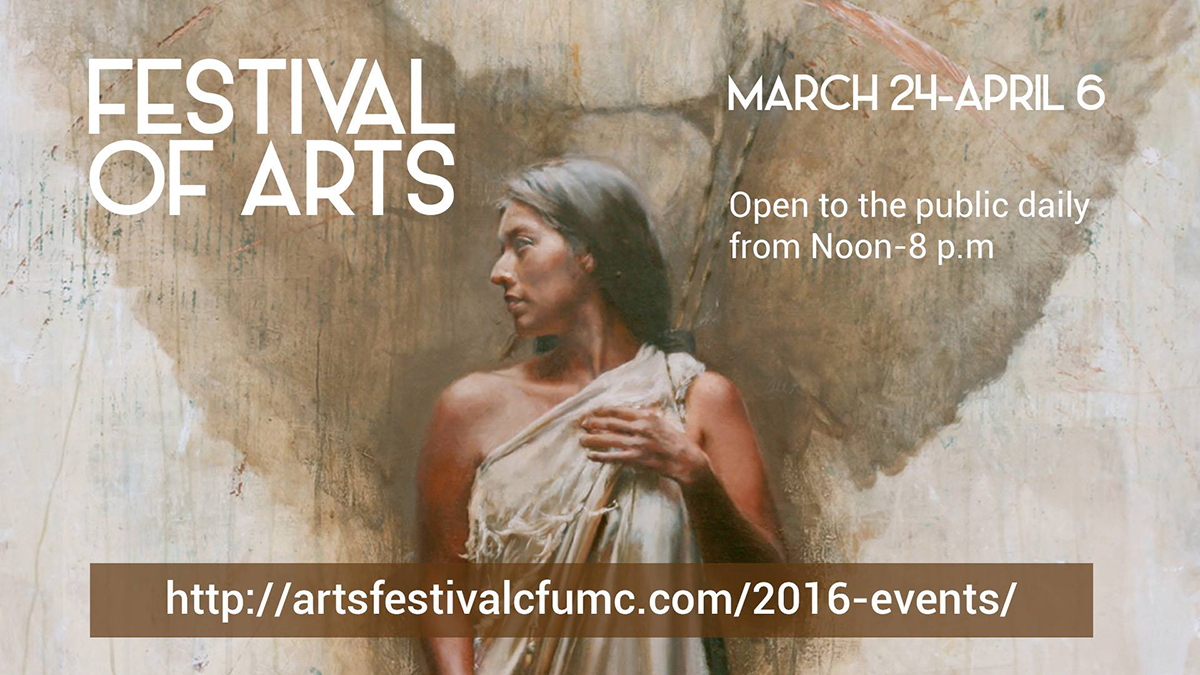 FESTIVAL
OF ARTS
MARCH 24-APRIL 6
Open to the public daily
from Noon-8 p.m
http://artsfestivalcfumc.com/2016-events/